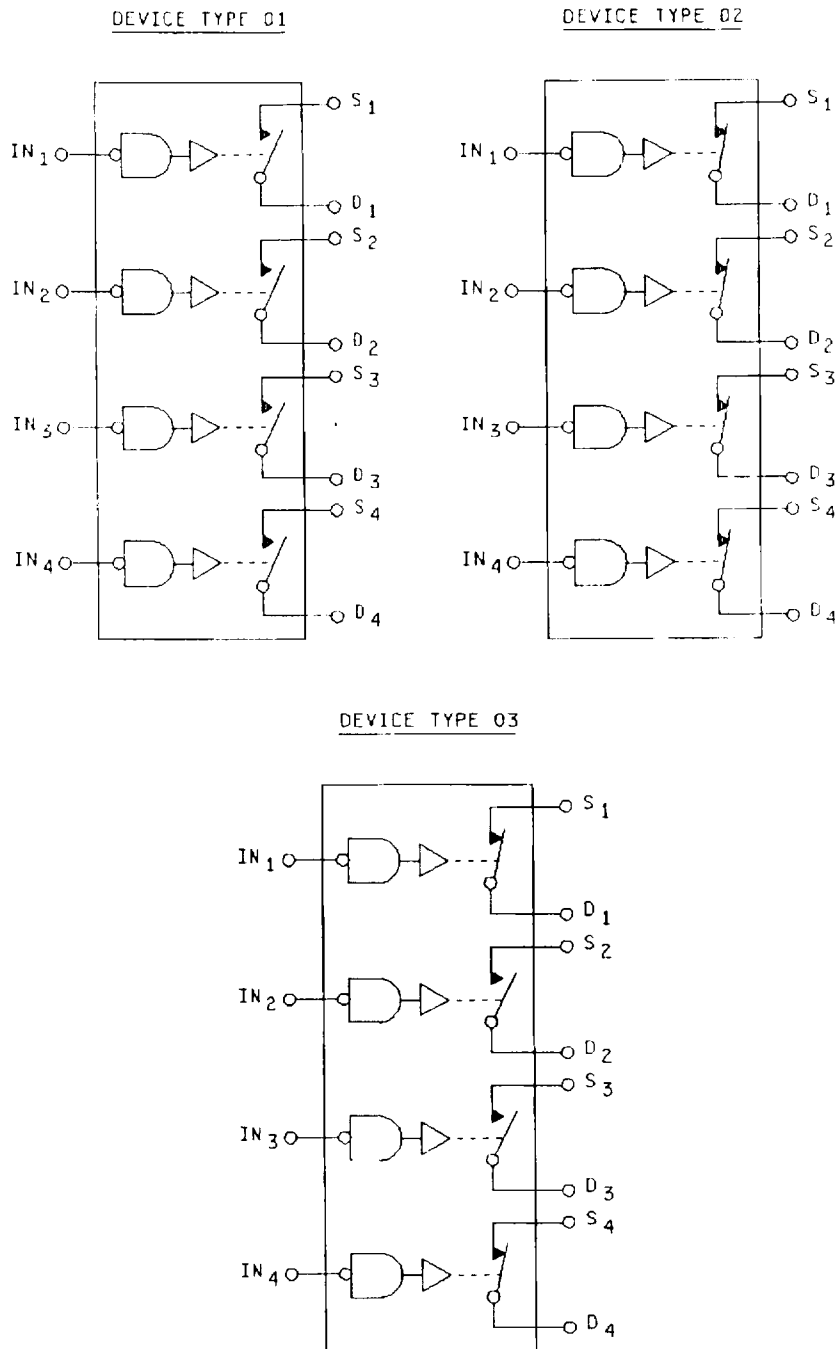 DEVICE TYPE 01
S1
IN1
D1
S2
IN2
D2
S3
IN3
D3
S4
IN4
D4
DEVICE TYPE 02
S1
IN1
D1
S2
IN2
D2
S3
IN3
D3
S4
IN4
D4
DEVICE TYPE 03
S1
IN1
D1
S2
IN2
D2
S3
IN3
D3
S4
IN4
D4